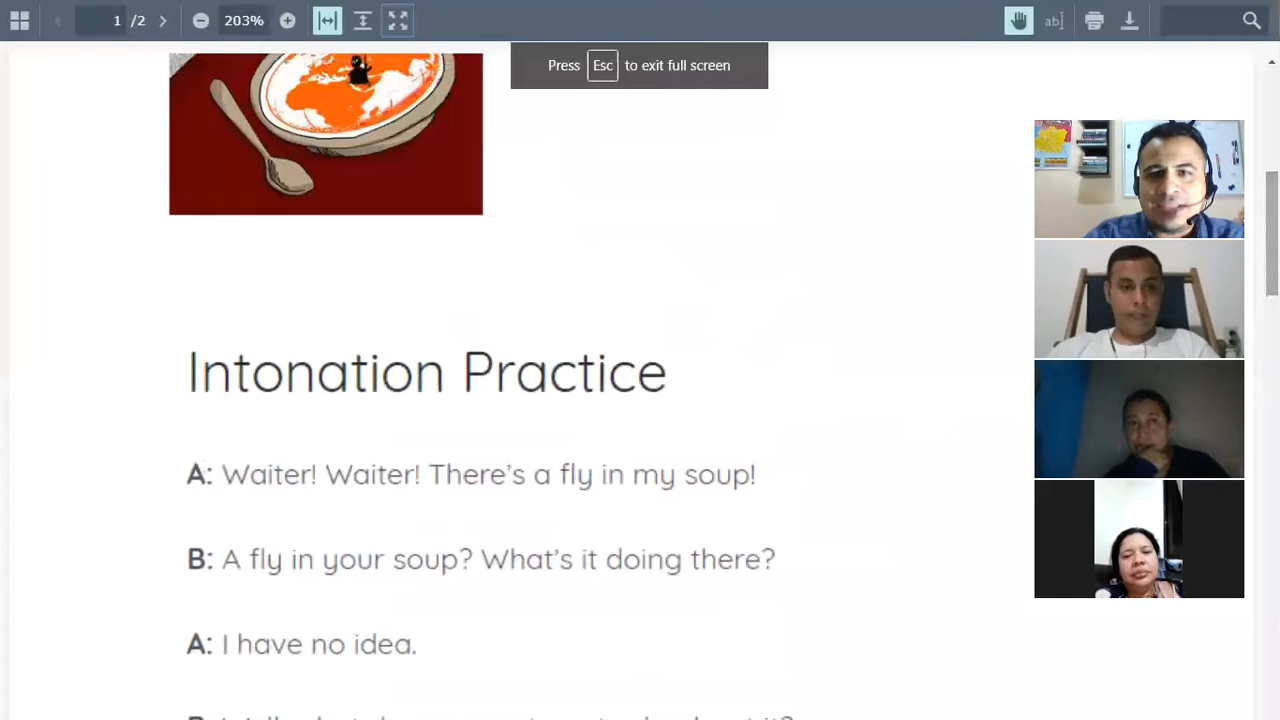 1 /2 203% ab
Press Esc to exit full screen
Intonation Practice
A: Waiter! Waiter! There's a fly in my soup!
B: A fly in your soup? What's it doing there?
A: I have no idea.